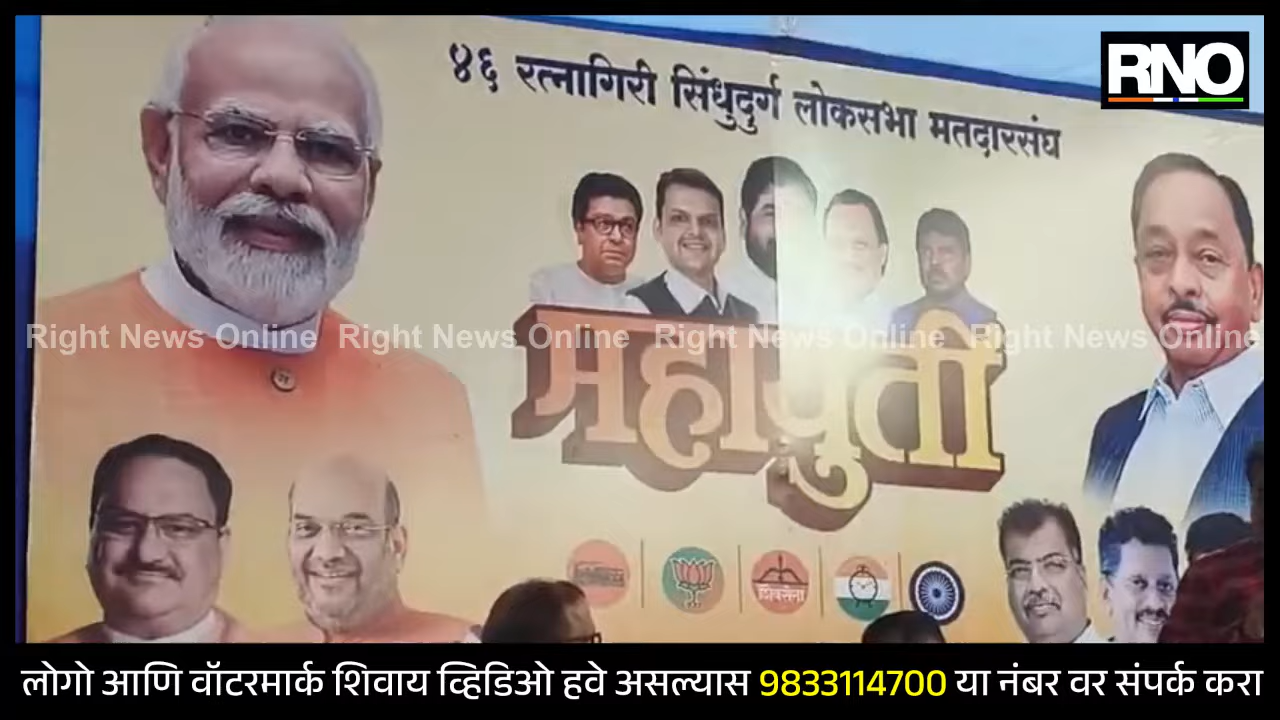 RNO
४६ रत्नागिरी सिंधुदुर्ग लोकसभा मतदारसंघ
Right News Online Right News Online Right News Online Right News Online
महायुती
शिवसेना
लोगो आणि वॉटरमार्क शिवाय व्हिडिओ हवे असल्यास 9833114700 या नंबर वर संपर्क करा